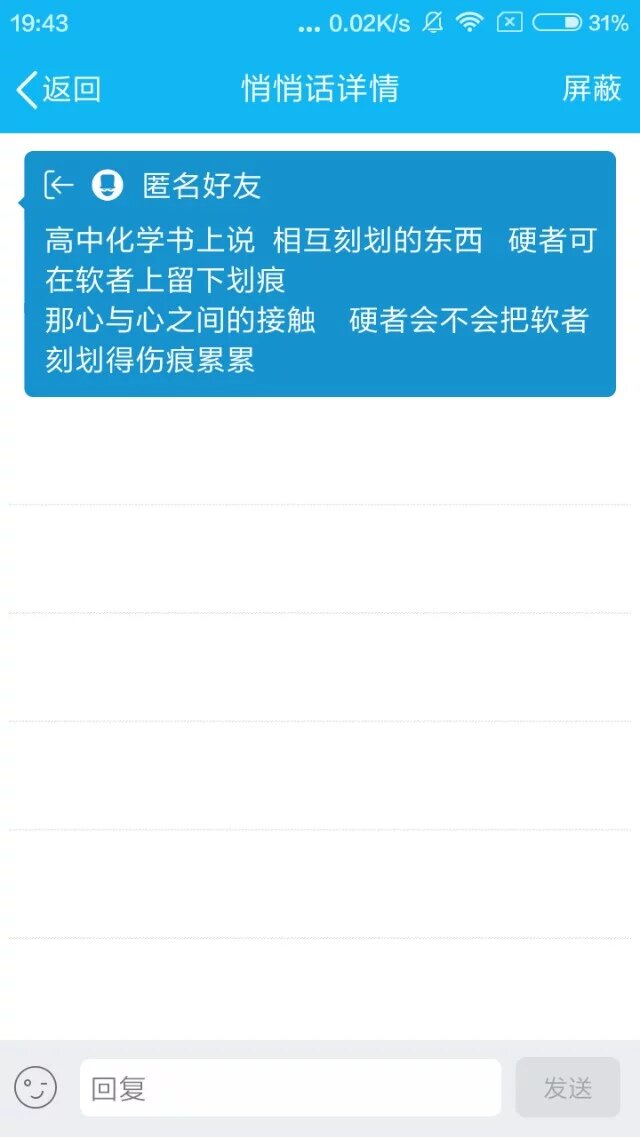 19:43 ... 0.02K/s 31%
返回 悄悄话详情 屏蔽
匿名好友
高中化学书上说 相互刻划的东西 硬者可
在软者上留下划痕
那心与心之间的接触 硬者会不会把软者
刻划得伤痕累累
回复 发送